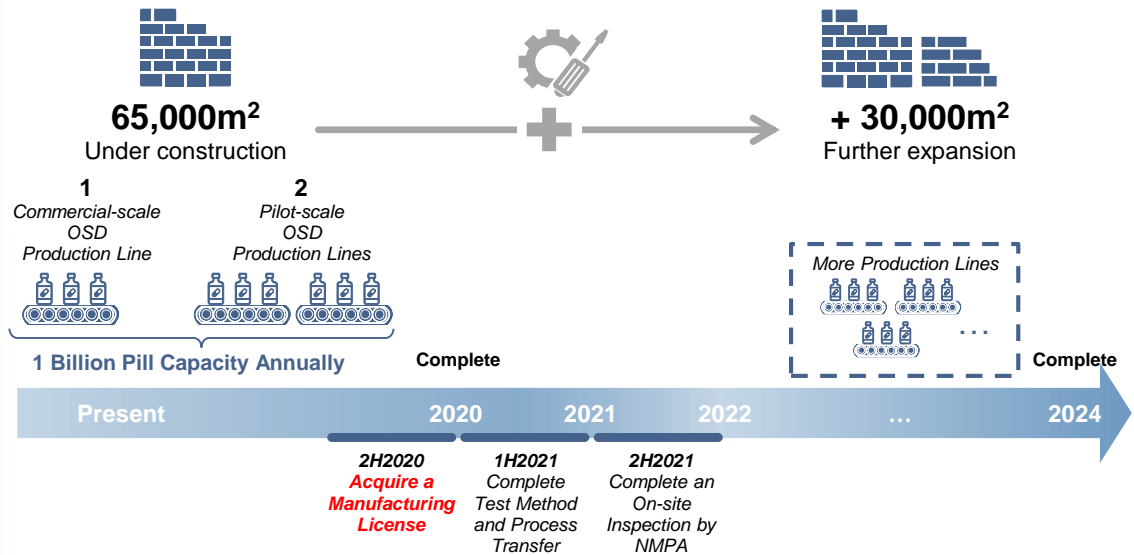 65,000m²
Under construction
+ 30,000m²
Further expansion
1
Commercial-scale
OSD
Production Line
2
Pilot-scale
OSD
Production Lines
More Production Lines
...
1 Billion Pill Capacity Annually
Complete
Complete
Present
2020
2021
2022
...
2024
2H2020
Acquire a
Manufacturing
License
1H2021
Complete
Test Method
and Process
Transfer
2H2021
Complete an
On-site
Inspection by
NMPA